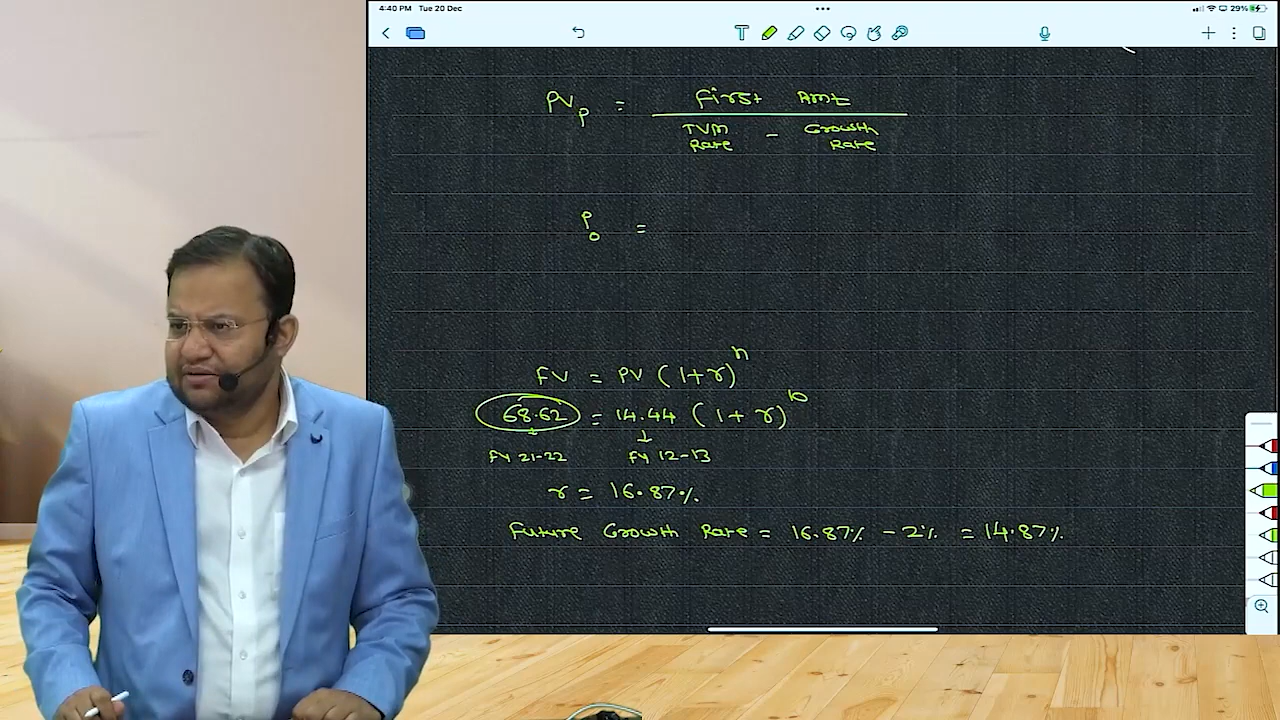 4:40 PM Tue 20 Dec
29%
T
PVp = First Amt
TVM Rate - Growth Rate
P0 =
FV = PV (1+r)^n
68.62 = 14.44 (1 + r)^10
FY 21-22 FY 12-13
r = 16.87%
Future Growth Rate = 16.87% - 2% = 14.87%